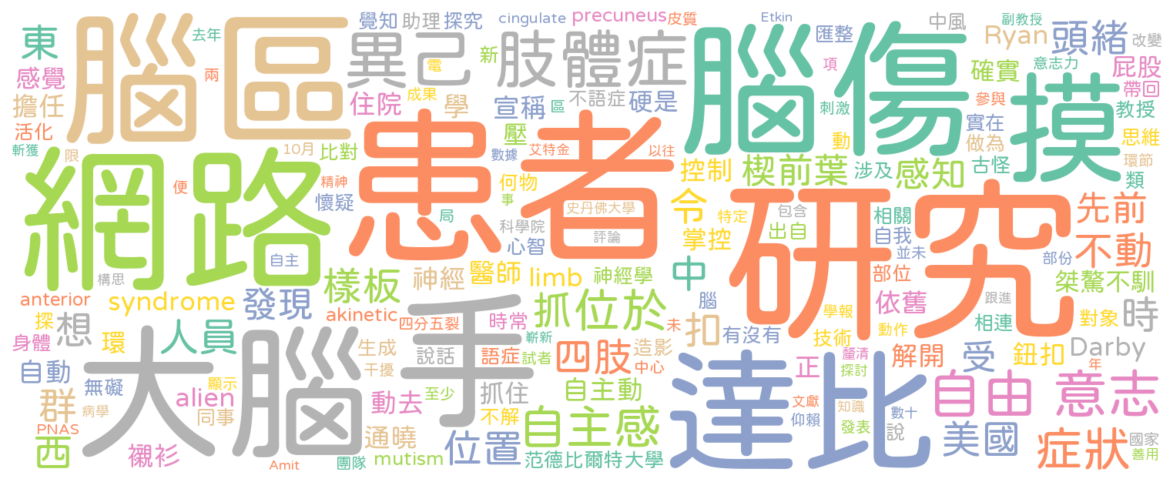 腦區
患者
網路
大腦
研究
腦傷
達比
手
摸
異己
肢體症
自由
意志
東
去年
覺知
助理
探究
cingulate
precuneus
皮質
Etkin
匯整
中風
副教授
Ryan
頭緒
改變
感覺
兩
電
新
項
意志力
屁股
擔任
住院
成果
學
宣稱
不語症
區
硬是
刺激
確實
參與
教授
帶回
活化
斬獲
限
10月
比對
壓
數據
艾特金
以往
動
實在
做為
思維
古怪
環節
便
精神
懷疑
何物
事
控制
楔前葉
涉及
感知
類
局
科學院
史丹佛大學
心智
評論
令
掌控
特定
包含
出自
相關
自我
並未
先前
不動
自主
構思
樣板
神經
醫師
limb
神經學
中
部位
部份
桀驁不馴
anterior
syndrome
發現
akinetic
抓位於
腦
學報
跟進
依舊
對象
時
探
想
人員
四分五裂
時常
嶄新
未
扣
有沒有
技術
動作
相連
身體
環
生成
說話
語症
試者
四肢
造影
中心
正
釐清
探討
受
解開
鈕扣
Darby
年
自動
顯示
干擾
無礙
alien
抓住
至少
自主動
文獻
仰賴
知識
數十
群
病學
同事
動去
不解
自主感
發表
說
美國
症狀
國家
善用
PNAS
西
襯衫
Amit
通曉
團隊
mutism
位置
范德比爾特大學